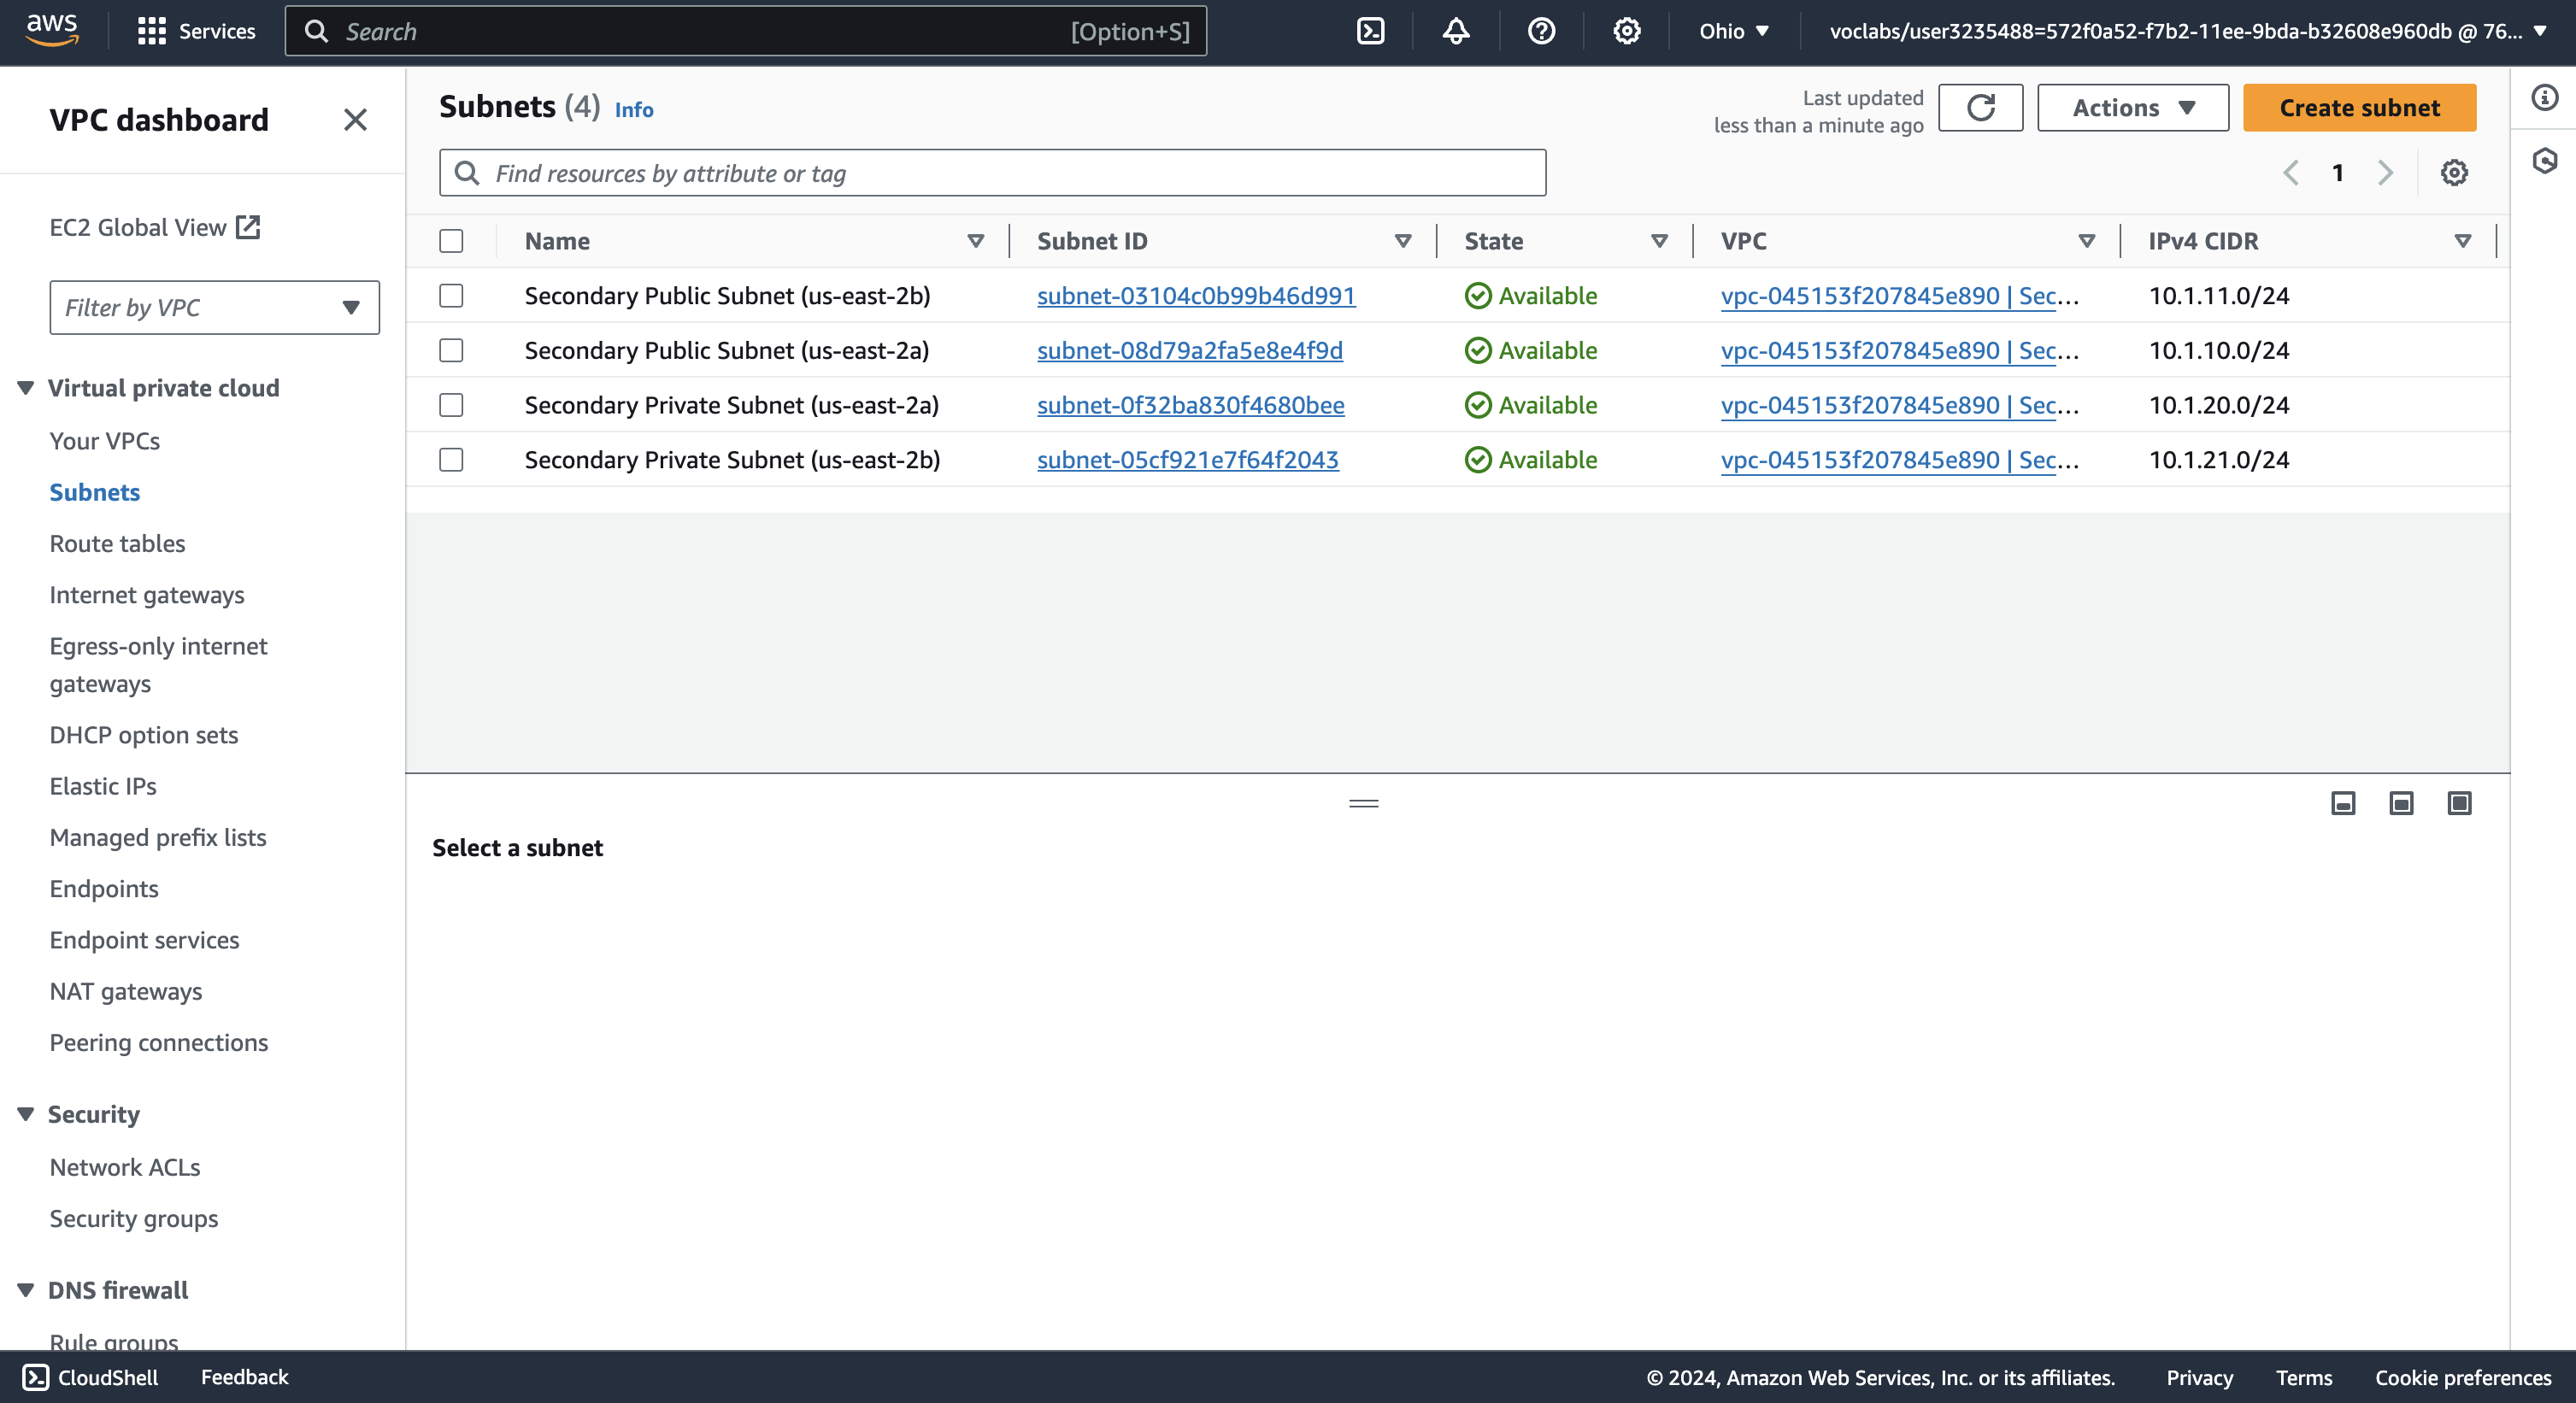 aws
Services
Search
[Option+S]
Ohio
voclabs/user3235488=572f0a52-f7b2-11ee-9bda-b32608e960db @ 76...
VPC dashboard
EC2 Global View
Filter by VPC
Virtual private cloud
Your VPCs
Subnets
Route tables
Internet gateways
Egress-only internet
gateways
DHCP option sets
Elastic IPs
Managed prefix lists
Endpoints
Endpoint services
NAT gateways
Peering connections
Security
Network ACLs
Security groups
DNS firewall
Rule groups
Subnets (4) Info
Last updated
less than a minute ago
Actions
Create subnet
Find resources by attribute or tag
1
Name Subnet ID State VPC IPv4 CIDR
Secondary Public Subnet (us-east-2b) subnet-03104c0b99b46d991 Available vpc-045153f207845e890 | Sec... 10.1.11.0/24
Secondary Public Subnet (us-east-2a) subnet-08d79a2fa5e8e4f9d Available vpc-045153f207845e890 | Sec... 10.1.10.0/24
Secondary Private Subnet (us-east-2a) subnet-0f32ba830f4680bee Available vpc-045153f207845e890 | Sec... 10.1.20.0/24
Secondary Private Subnet (us-east-2b) subnet-05cf921e7f64f2043 Available vpc-045153f207845e890 | Sec... 10.1.21.0/24
Select a subnet
CloudShell
Feedback
© 2024, Amazon Web Services, Inc. or its affiliates.
Privacy
Terms
Cookie preferences